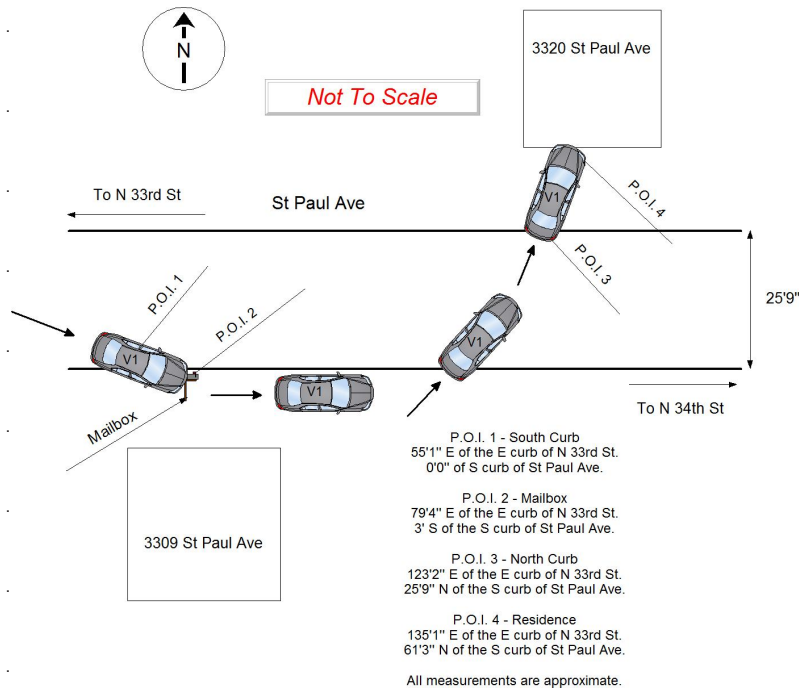 N
3320 St Paul Ave
Not To Scale
V1
P.O.I. 4
To N 33rd St
St Paul Ave
P.O.I. 3
P.O.I. 1
25'9"
P.O.I. 2
V1
V1
V1
Mailbox
To N 34th St
3309 St Paul Ave
P.O.I. 1 - South Curb
55'1" E of the E curb of N 33rd St.
0'0" of S curb of St Paul Ave.
P.O.I. 2 - Mailbox
79'4" E of the E curb of N 33rd St.
3' S of the S curb of St Paul Ave.
P.O.I. 3 - North Curb
123'2" E of the E curb of N 33rd St.
25'9" N of the S curb of St Paul Ave.
P.O.I. 4 - Residence
135'1" E of the E curb of N 33rd St.
61'3" N of the S curb of St Paul Ave.
All measurements are approximate.